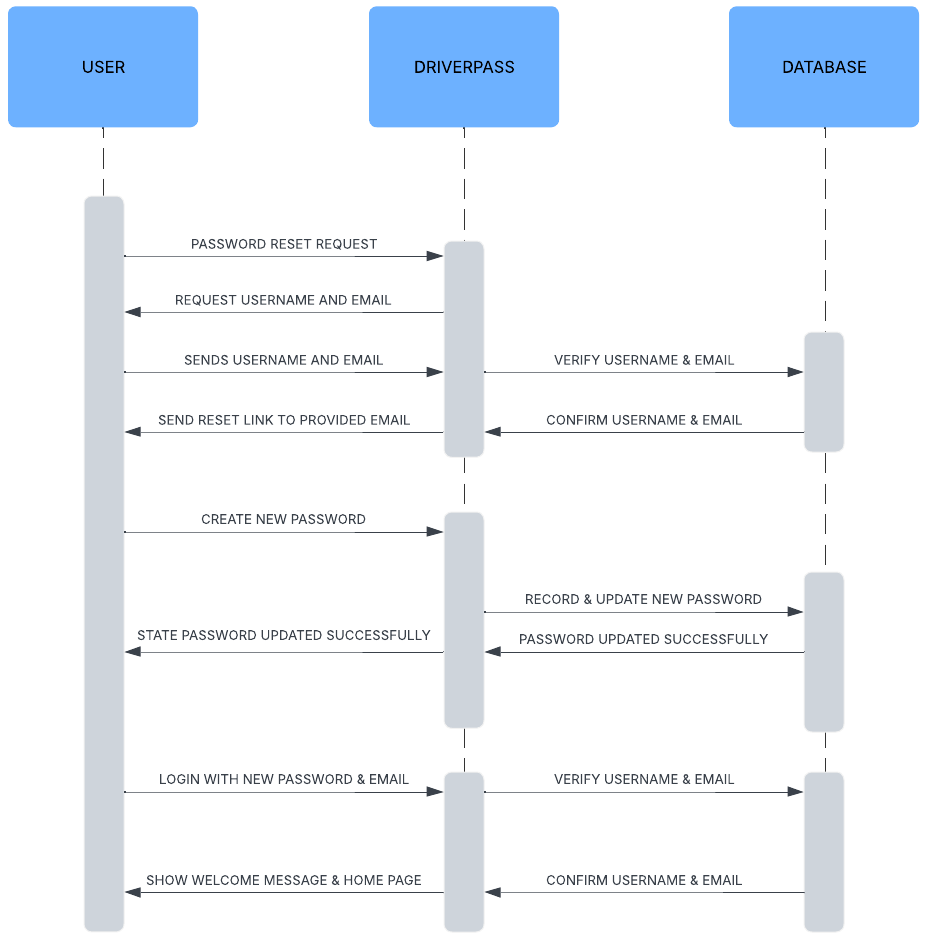 USER
DRIVERPASS
DATABASE
PASSWORD RESET REQUEST
REQUEST USERNAME AND EMAIL
SENDS USERNAME AND EMAIL
VERIFY USERNAME & EMAIL
SEND RESET LINK TO PROVIDED EMAIL
CONFIRM USERNAME & EMAIL
CREATE NEW PASSWORD
RECORD & UPDATE NEW PASSWORD
STATE PASSWORD UPDATED SUCCESSFULLY
PASSWORD UPDATED SUCCESSFULLY
LOGIN WITH NEW PASSWORD & EMAIL
VERIFY USERNAME & EMAIL
SHOW WELCOME MESSAGE & HOME PAGE
CONFIRM USERNAME & EMAIL